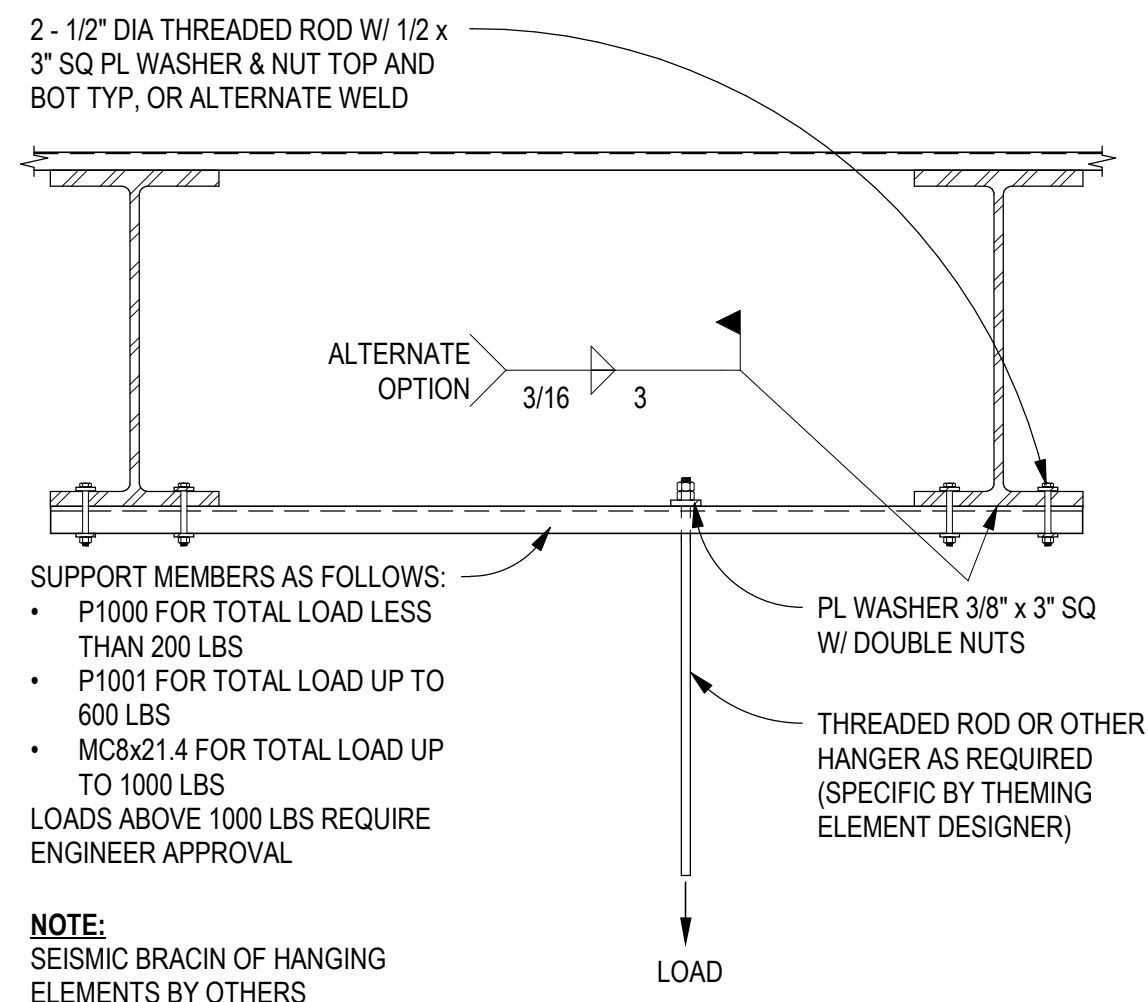 2 - 1/2" DIA THREADED ROD W/ 1/2 x
3" SQ PL WASHER & NUT TOP AND
BOT TYP, OR ALTERNATE WELD
ALTERNATE
OPTION
3/16 3
SUPPORT MEMBERS AS FOLLOWS:
• P1000 FOR TOTAL LOAD LESS
THAN 200 LBS
• P1001 FOR TOTAL LOAD UP TO
600 LBS
• MC8x21.4 FOR TOTAL LOAD UP
TO 1000 LBS
LOADS ABOVE 1000 LBS REQUIRE
ENGINEER APPROVAL
PL WASHER 3/8" x 3" SQ
W/ DOUBLE NUTS
THREADED ROD OR OTHER
HANGER AS REQUIRED
(SPECIFIC BY THEMING
ELEMENT DESIGNER)
NOTE:
SEISMIC BRACIN OF HANGING
ELEMENTS BY OTHERS
LOAD